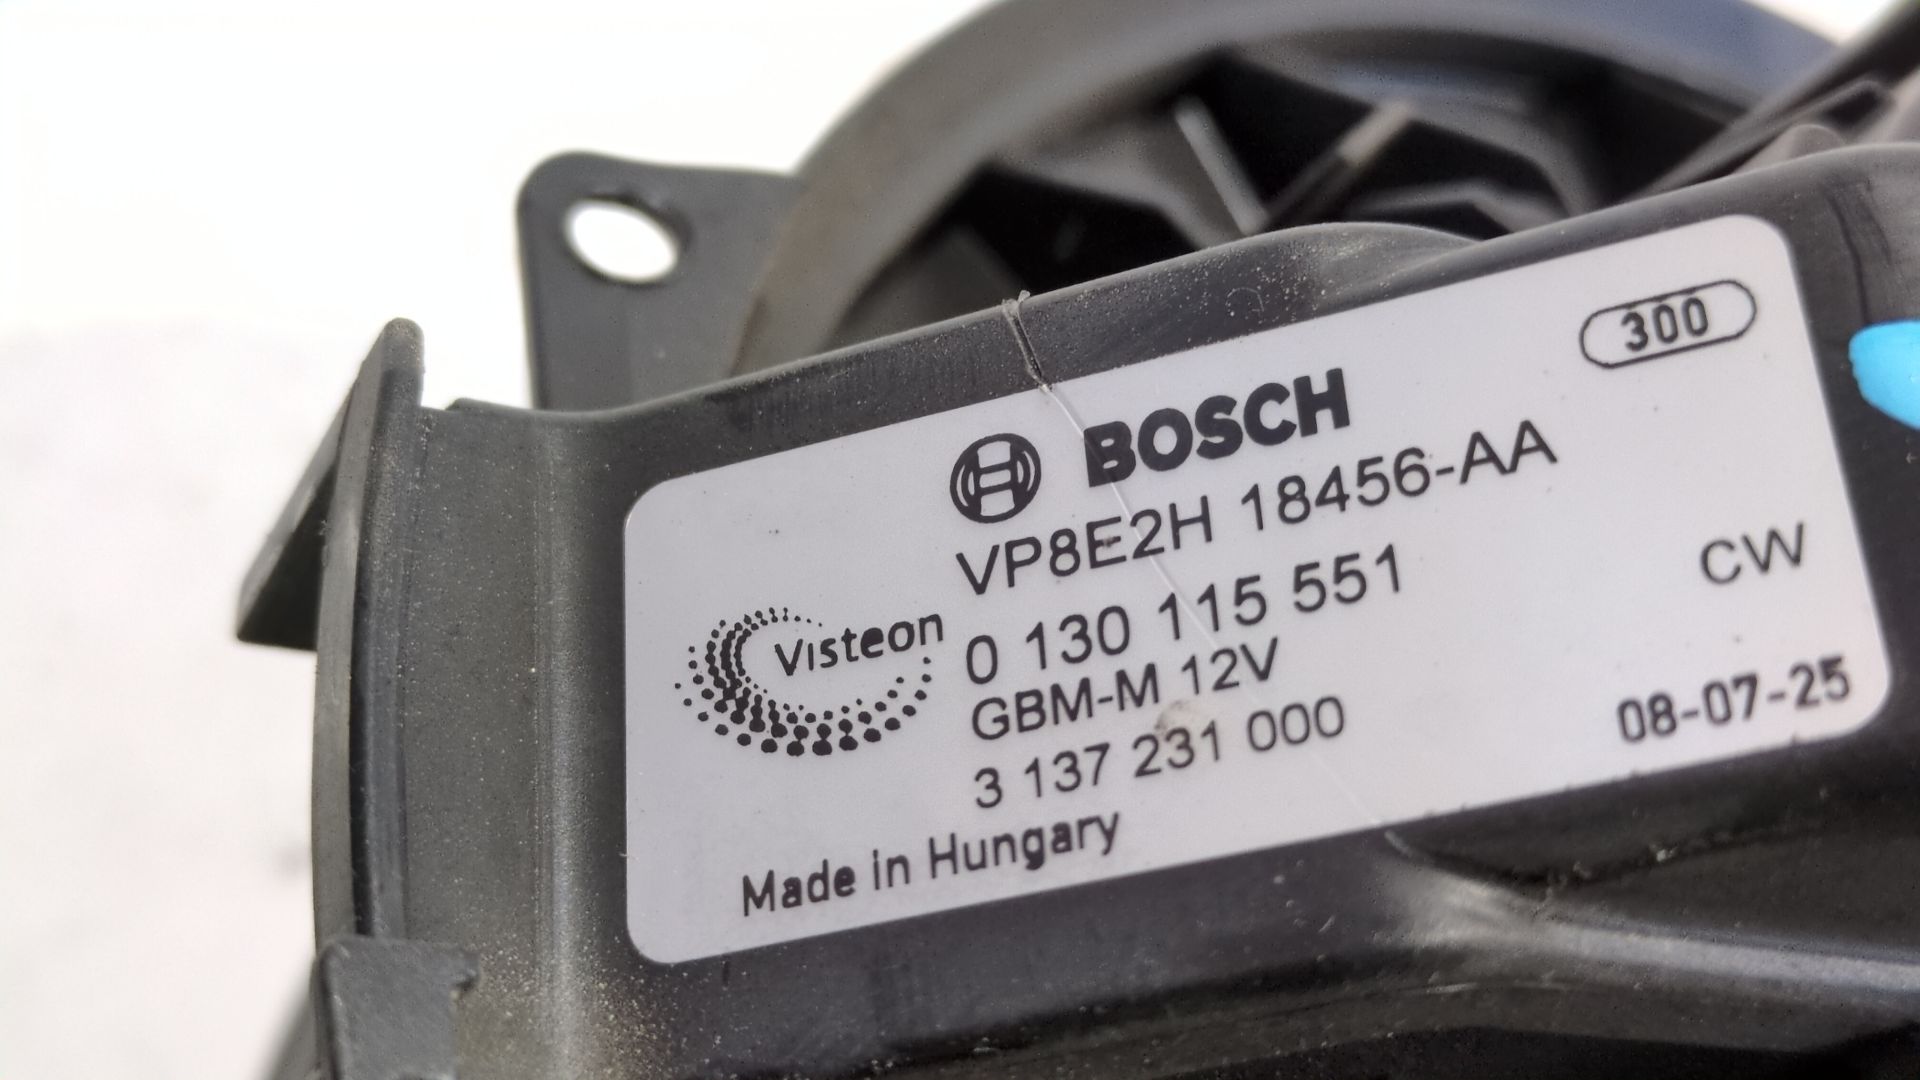 300
BOSCH
VP8E2H 18456-AA
CW
Visteon
0 130 115 551
GBM-M 12V
08-07-25
3 137 231 000
Made in Hungary